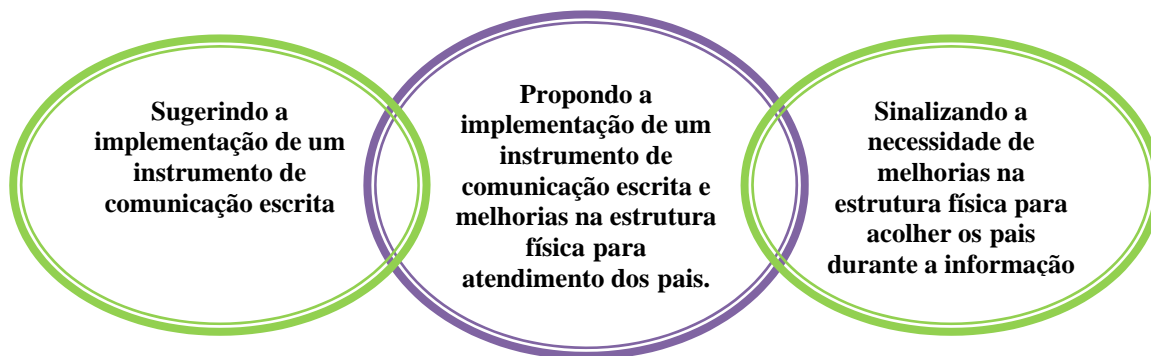 Sugerindo a
implementação de um
instrumento de
comunicação escrita
Propondo a
implementação de um
instrumento de
comunicação escrita e
melhorias na estrutura
física para
atendimento dos pais.
Sinalizando a
necessidade de
melhorias na
estrutura física para
acolher os pais
durante a informação